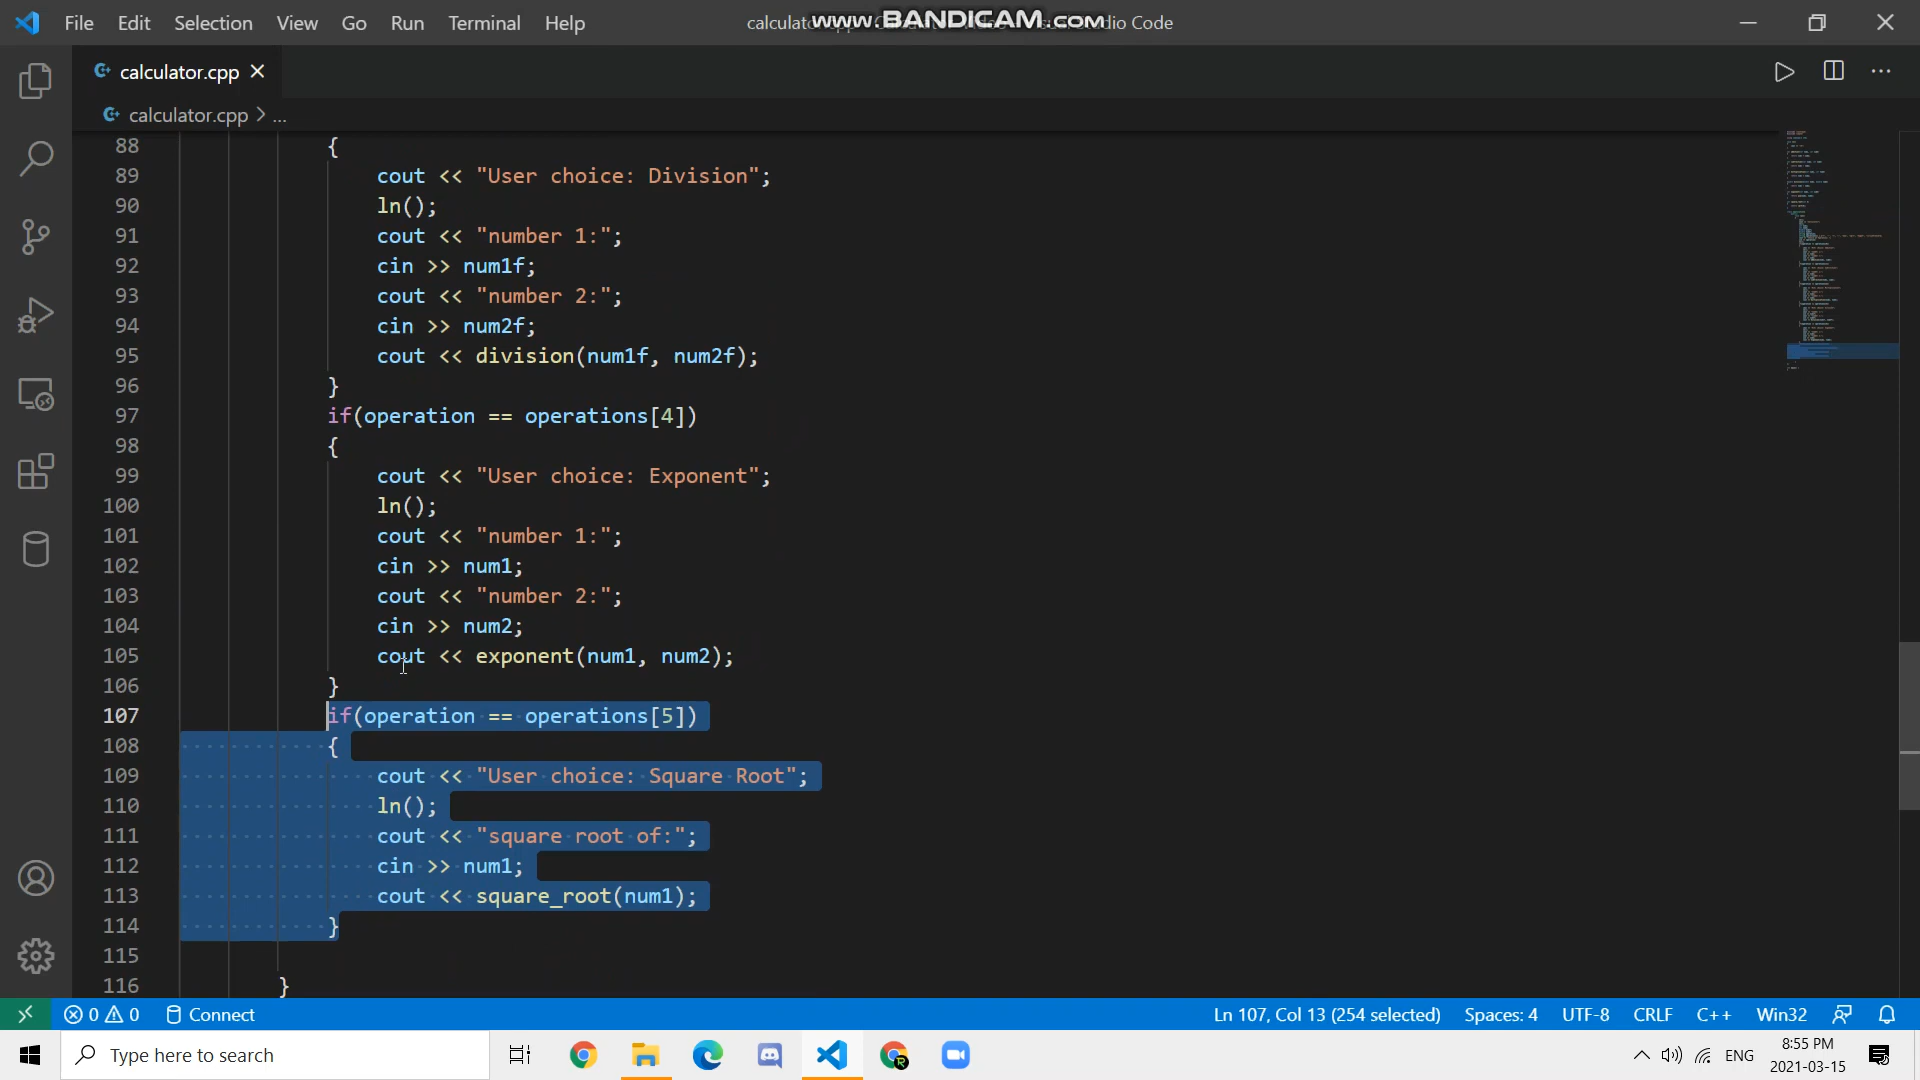 File Edit Selection View Go Run Terminal Help
www.BANDICAM.com
calculator.cpp ✕
calculator.cpp > ...
88 {
89 cout << "User choice: Division";
90 ln();
91 cout << "number 1:";
92 cin >> num1f;
93 cout << "number 2:";
94 cin >> num2f;
95 cout << division(num1f, num2f);
96 }
97 if(operation == operations[4])
98 {
99 cout << "User choice: Exponent";
100 ln();
101 cout << "number 1:";
102 cin >> num1;
103 cout << "number 2:";
104 cin >> num2;
105 cout << exponent(num1, num2);
106 }
107 if(operation == operations[5])
108 {
109 cout << "User choice: Square Root";
110 ln();
111 cout << "square root of:";
112 cin >> num1;
113 cout << square_root(num1);
114 }
115
116 }
0 0 Connect Ln 107, Col 13 (254 selected) Spaces: 4 UTF-8 CRLF C++ Win32
Type here to search
ENG
8:55 PM
2021-03-15